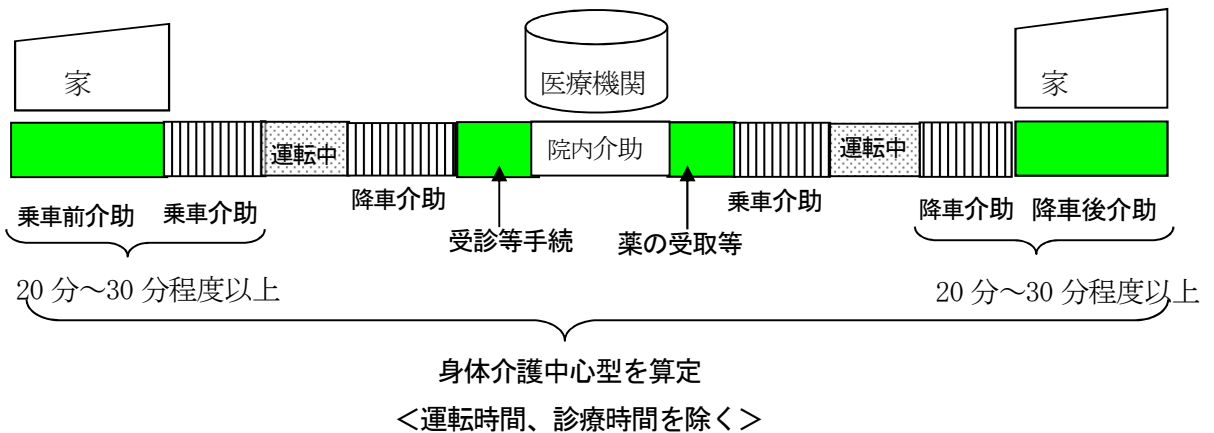 家
医療機関
家
運転中
院内介助
運転中
乗車前介助
乗車介助
降車介助
受診等手続
薬の受取等
乗車介助
降車介助
降車後介助
20 分～30 分程度以上
20 分～30 分程度以上
身体介護中心型を算定
＜運転時間、診療時間を除く＞